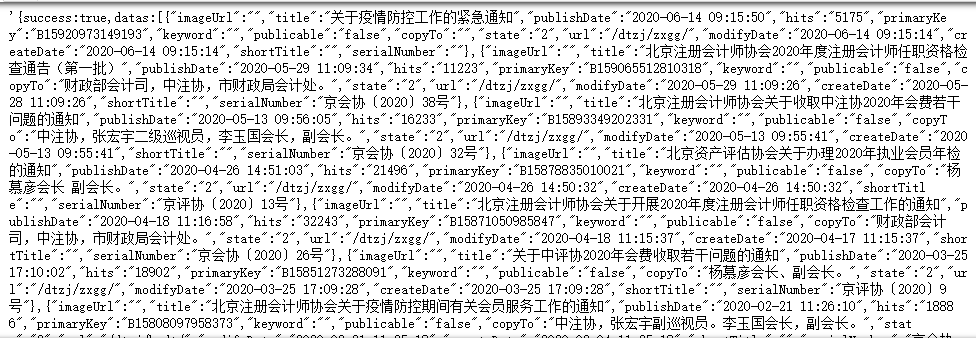 '{success:true,datas:[{"imageUrl":"","title":"关于疫情防控工作的紧急通知","publishDate":"2020-06-14 09:15:50","hits":"5175","primaryKe
y":"B15920973149193","keyword":"","publicable":"false","copyTo":"","state":"2","url":"/dtzj/zxgg/","modifyDate":"2020-06-14 09:15:14","cr
eateDate":"2020-06-14 09:15:14","shortTitle":"","serialNumber":""},{"imageUrl":"","title":"北京注册会计师协会2020年度注册会计师任职资格检
查通告（第一批）","publishDate":"2020-05-29 11:09:34","hits":"11223","primaryKey":"B159065512810318","keyword":"","publicable":"false","c
opyTo":"财政部会计司，中注协，市财政局会计处。","state":"2","url":"/dtzj/zxgg/","modifyDate":"2020-05-29 11:09:26","createDate":"2020-05-
28 11:09:26","shortTitle":"","serialNumber":"京会协〔2020〕38号"},{"imageUrl":"","title":"北京注册会计师协会关于收取中注协2020年会费若干
问题的通知","publishDate":"2020-05-13 09:56:05","hits":"16233","primaryKey":"B15893349202331","keyword":"","publicable":"false","copyT
o":"中注协，张宏宇二级巡视员，李玉国会长，副会长。","state":"2","url":"/dtzj/zxgg/","modifyDate":"2020-05-13 09:55:41","createDate":"2020
-05-13 09:55:41","shortTitle":"","serialNumber":"京会协〔2020〕32号"},{"imageUrl":"","title":"北京资产评估协会关于办理2020年执业会员年检
的通知","publishDate":"2020-04-26 14:51:03","hits":"21496","primaryKey":"B15878835010021","keyword":"","publicable":"false","copyTo":"杨
慕彦会长 副会长。","state":"2","url":"/dtzj/zxgg/","modifyDate":"2020-04-26 14:50:32","createDate":"2020-04-26 14:50:32","shortTitl
e":"","serialNumber":"京评协〔2020〕13号"},{"imageUrl":"","title":"北京注册会计师协会关于开展2020年度注册会计师任职资格检查工作的通知","p
ublishDate":"2020-04-18 11:16:58","hits":"32243","primaryKey":"B15871050985847","keyword":"","publicable":"false","copyTo":"财政部会计
司，中注协，市财政局会计处。","state":"2","url":"/dtzj/zxgg/","modifyDate":"2020-04-18 11:15:37","createDate":"2020-04-17 11:15:37","shor
tTitle":"","serialNumber":"京会协〔2020〕26号"},{"imageUrl":"","title":"关于中评协2020年会费收取若干问题的通知","publishDate":"2020-03-25
17:10:02","hits":"18902","primaryKey":"B15851273288091","keyword":"","publicable":"false","copyTo":"杨慕彦会长、副会长。","state":"2","ur
l":"/dtzj/zxgg/","modifyDate":"2020-03-25 17:09:28","createDate":"2020-03-25 17:09:28","shortTitle":"","serialNumber":"京评协〔2020〕9
号"},{"imageUrl":"","title":"北京注册会计师协会关于疫情防控期间有关会员服务工作的通知","publishDate":"2020-02-21 11:26:10","hits":"1888
6","primaryKey":"B15808097958373","keyword":"","publicable":"false","copyTo":"中注协，张宏宇副巡视员。李玉国会长，副会长。","stat